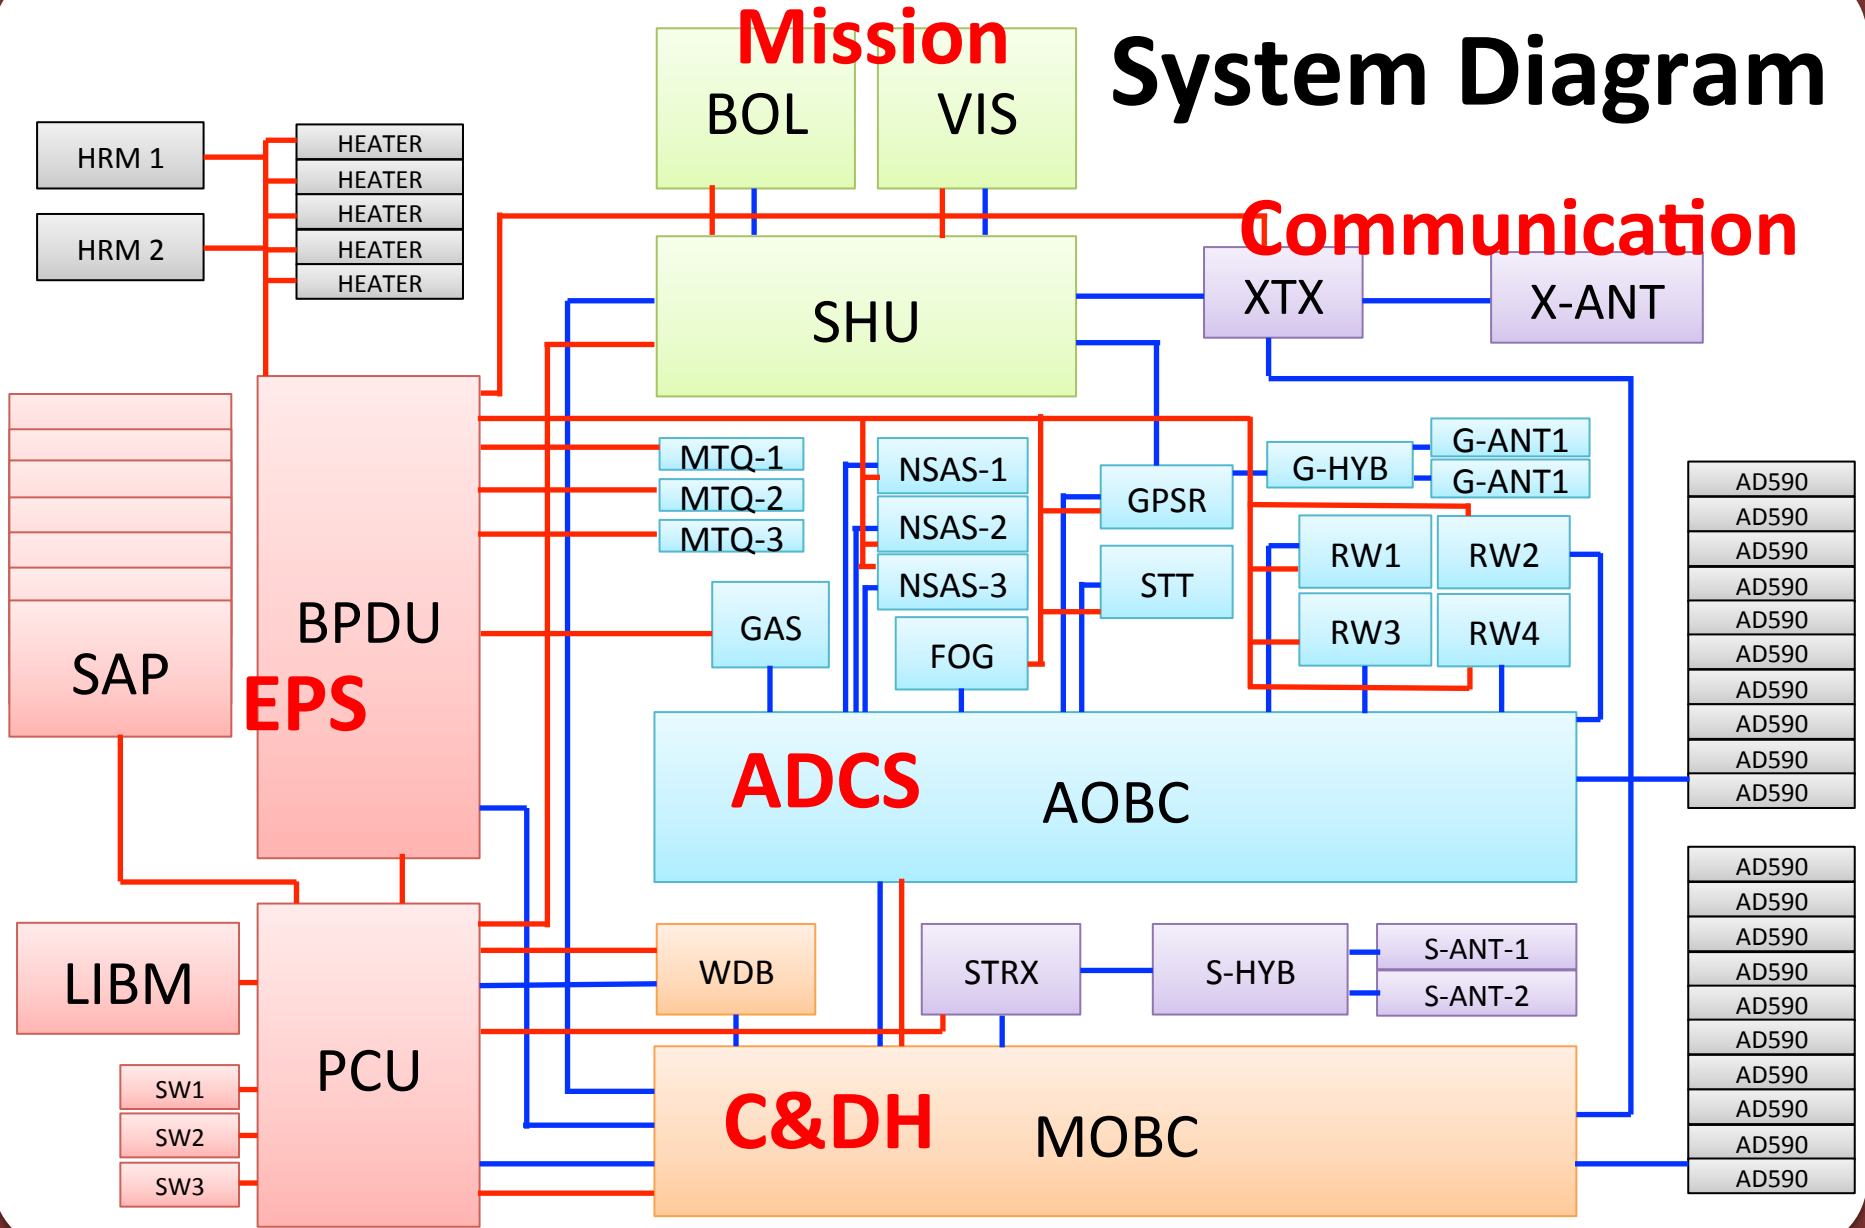 System Diagram
Mission
BOL
VIS
HRM 1
HRM 2
HEATER
HEATER
HEATER
HEATER
HEATER
Communication
SHU
XTX
X-ANT
SAP
BPDU
EPS
MTQ-1
MTQ-2
MTQ-3
GAS
NSAS-1
NSAS-2
NSAS-3
FOG
GPSR
STT
G-HYB
G-ANT1
G-ANT1
RW1
RW2
RW3
RW4
ADCS
AOBC
AD590
AD590
AD590
AD590
AD590
AD590
AD590
AD590
AD590
AD590
LIBM
SW1
SW2
SW3
PCU
WDB
STRX
S-HYB
S-ANT-1
S-ANT-2
C&DH
MOBC
AD590
AD590
AD590
AD590
AD590
AD590
AD590
AD590
AD590
AD590